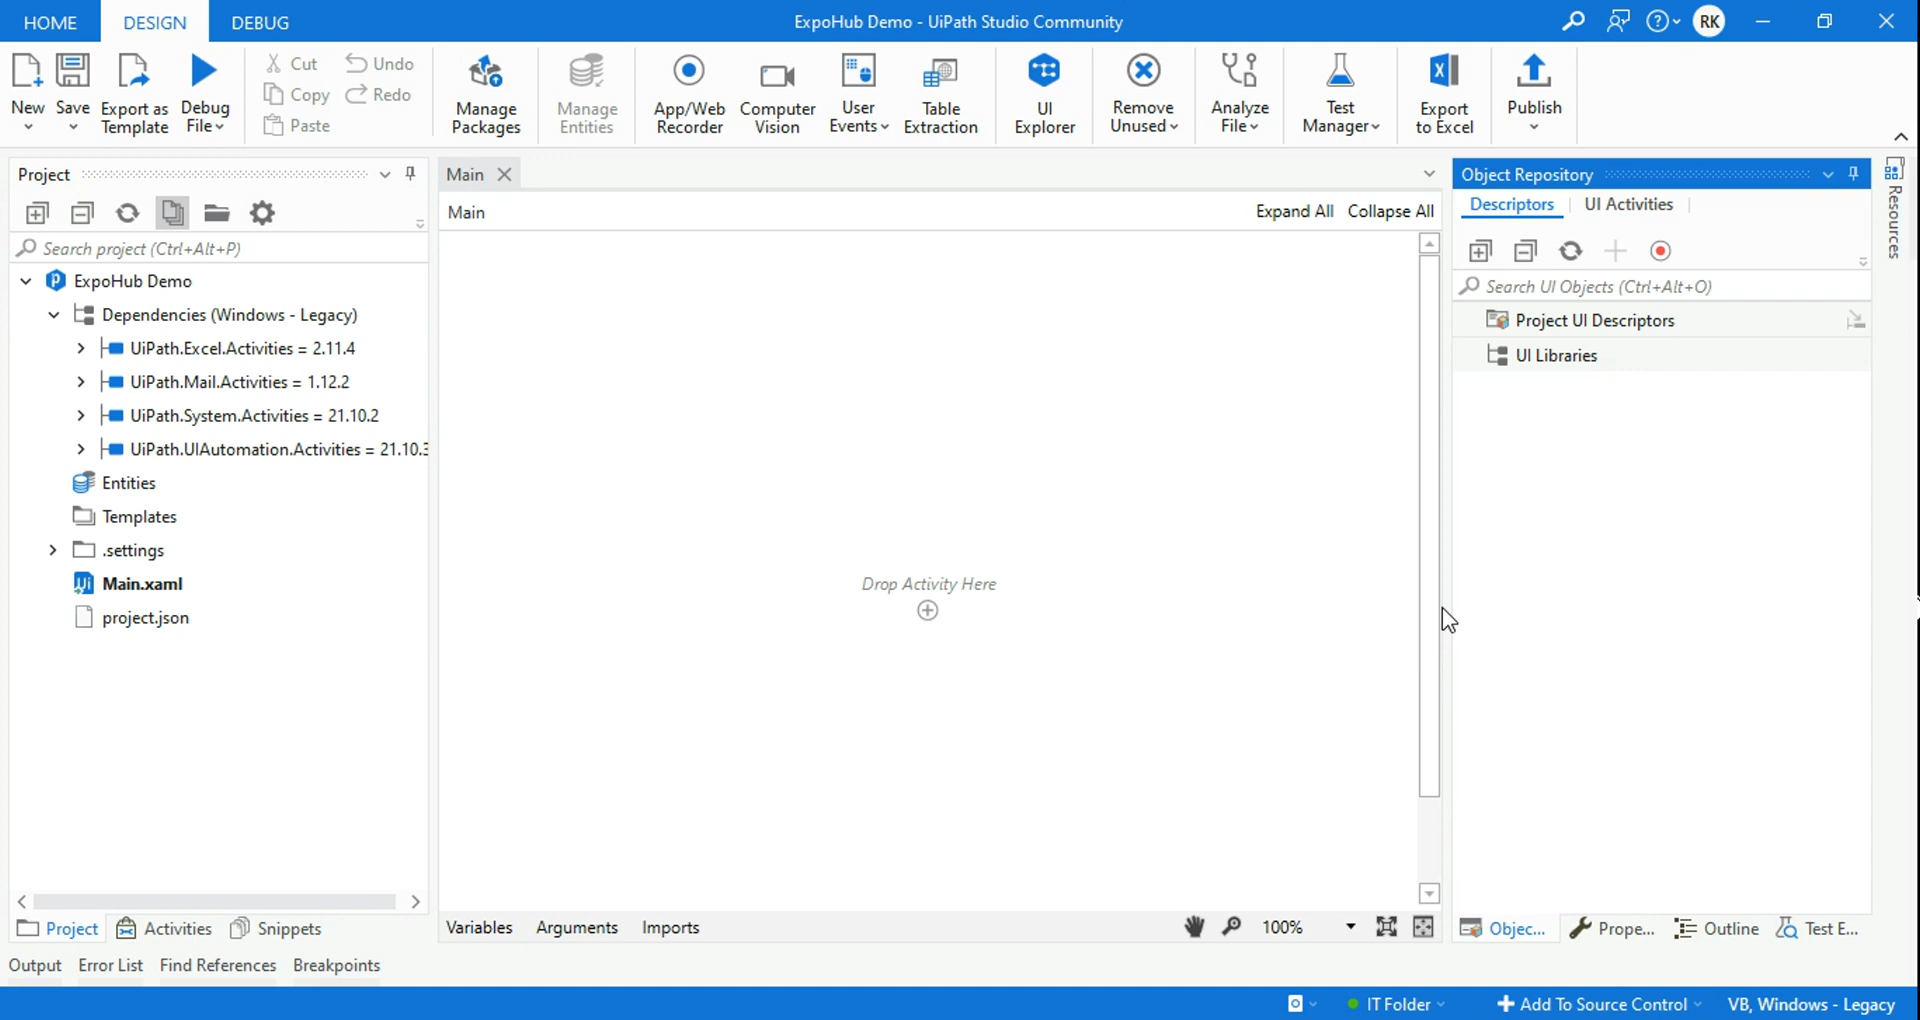 HOME DESIGN DEBUG ExpoHub Demo - UiPath Studio Community RK
New Save Export as Template Debug File Cut Copy Paste Undo Redo Manage Packages Manage Entities App/Web Recorder Computer Vision User Events Table Extraction UI Explorer Remove Unused Analyze File Test Manager Export to Excel Publish
Project
Search project (Ctrl+Alt+P)
ExpoHub Demo
Dependencies (Windows - Legacy)
UiPath.Excel.Activities = 2.11.4
UiPath.Mail.Activities = 1.12.2
UiPath.System.Activities = 21.10.2
UiPath.UIAutomation.Activities = 21.10.3
Entities
Templates
.settings
Main.xaml
project.json
Project Activities Snippets
Main
Main Expand All Collapse All
Drop Activity Here
Variables Arguments Imports 100%
Object Repository
Descriptors UI Activities
Search UI Objects (Ctrl+Alt+O)
Project UI Descriptors
UI Libraries
Objec... Prope... Outline Test E...
Resources
Output Error List Find References Breakpoints
IT Folder Add To Source Control VB, Windows - Legacy